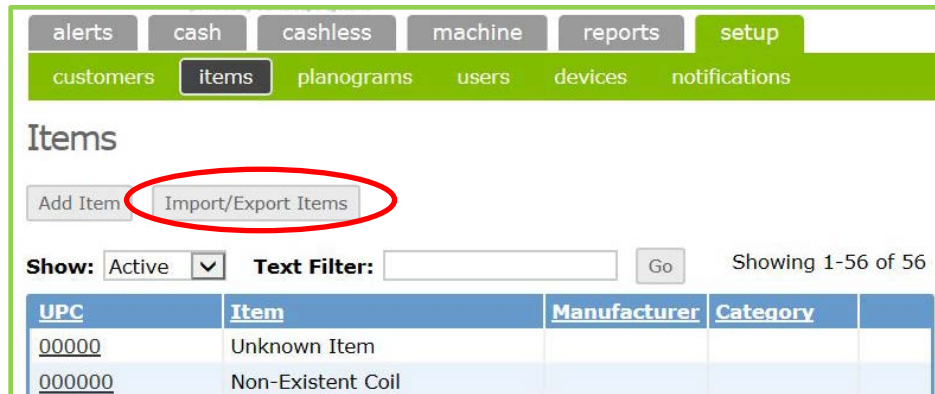 alerts cash cashless machine reports setup
customers items planograms users devices notifications
Items
Add Item Import/Export Items
Show: Active Text Filter: Go Showing 1-56 of 56
UPC Item Manufacturer Category
00000 Unknown Item
000000 Non-Existent Coil